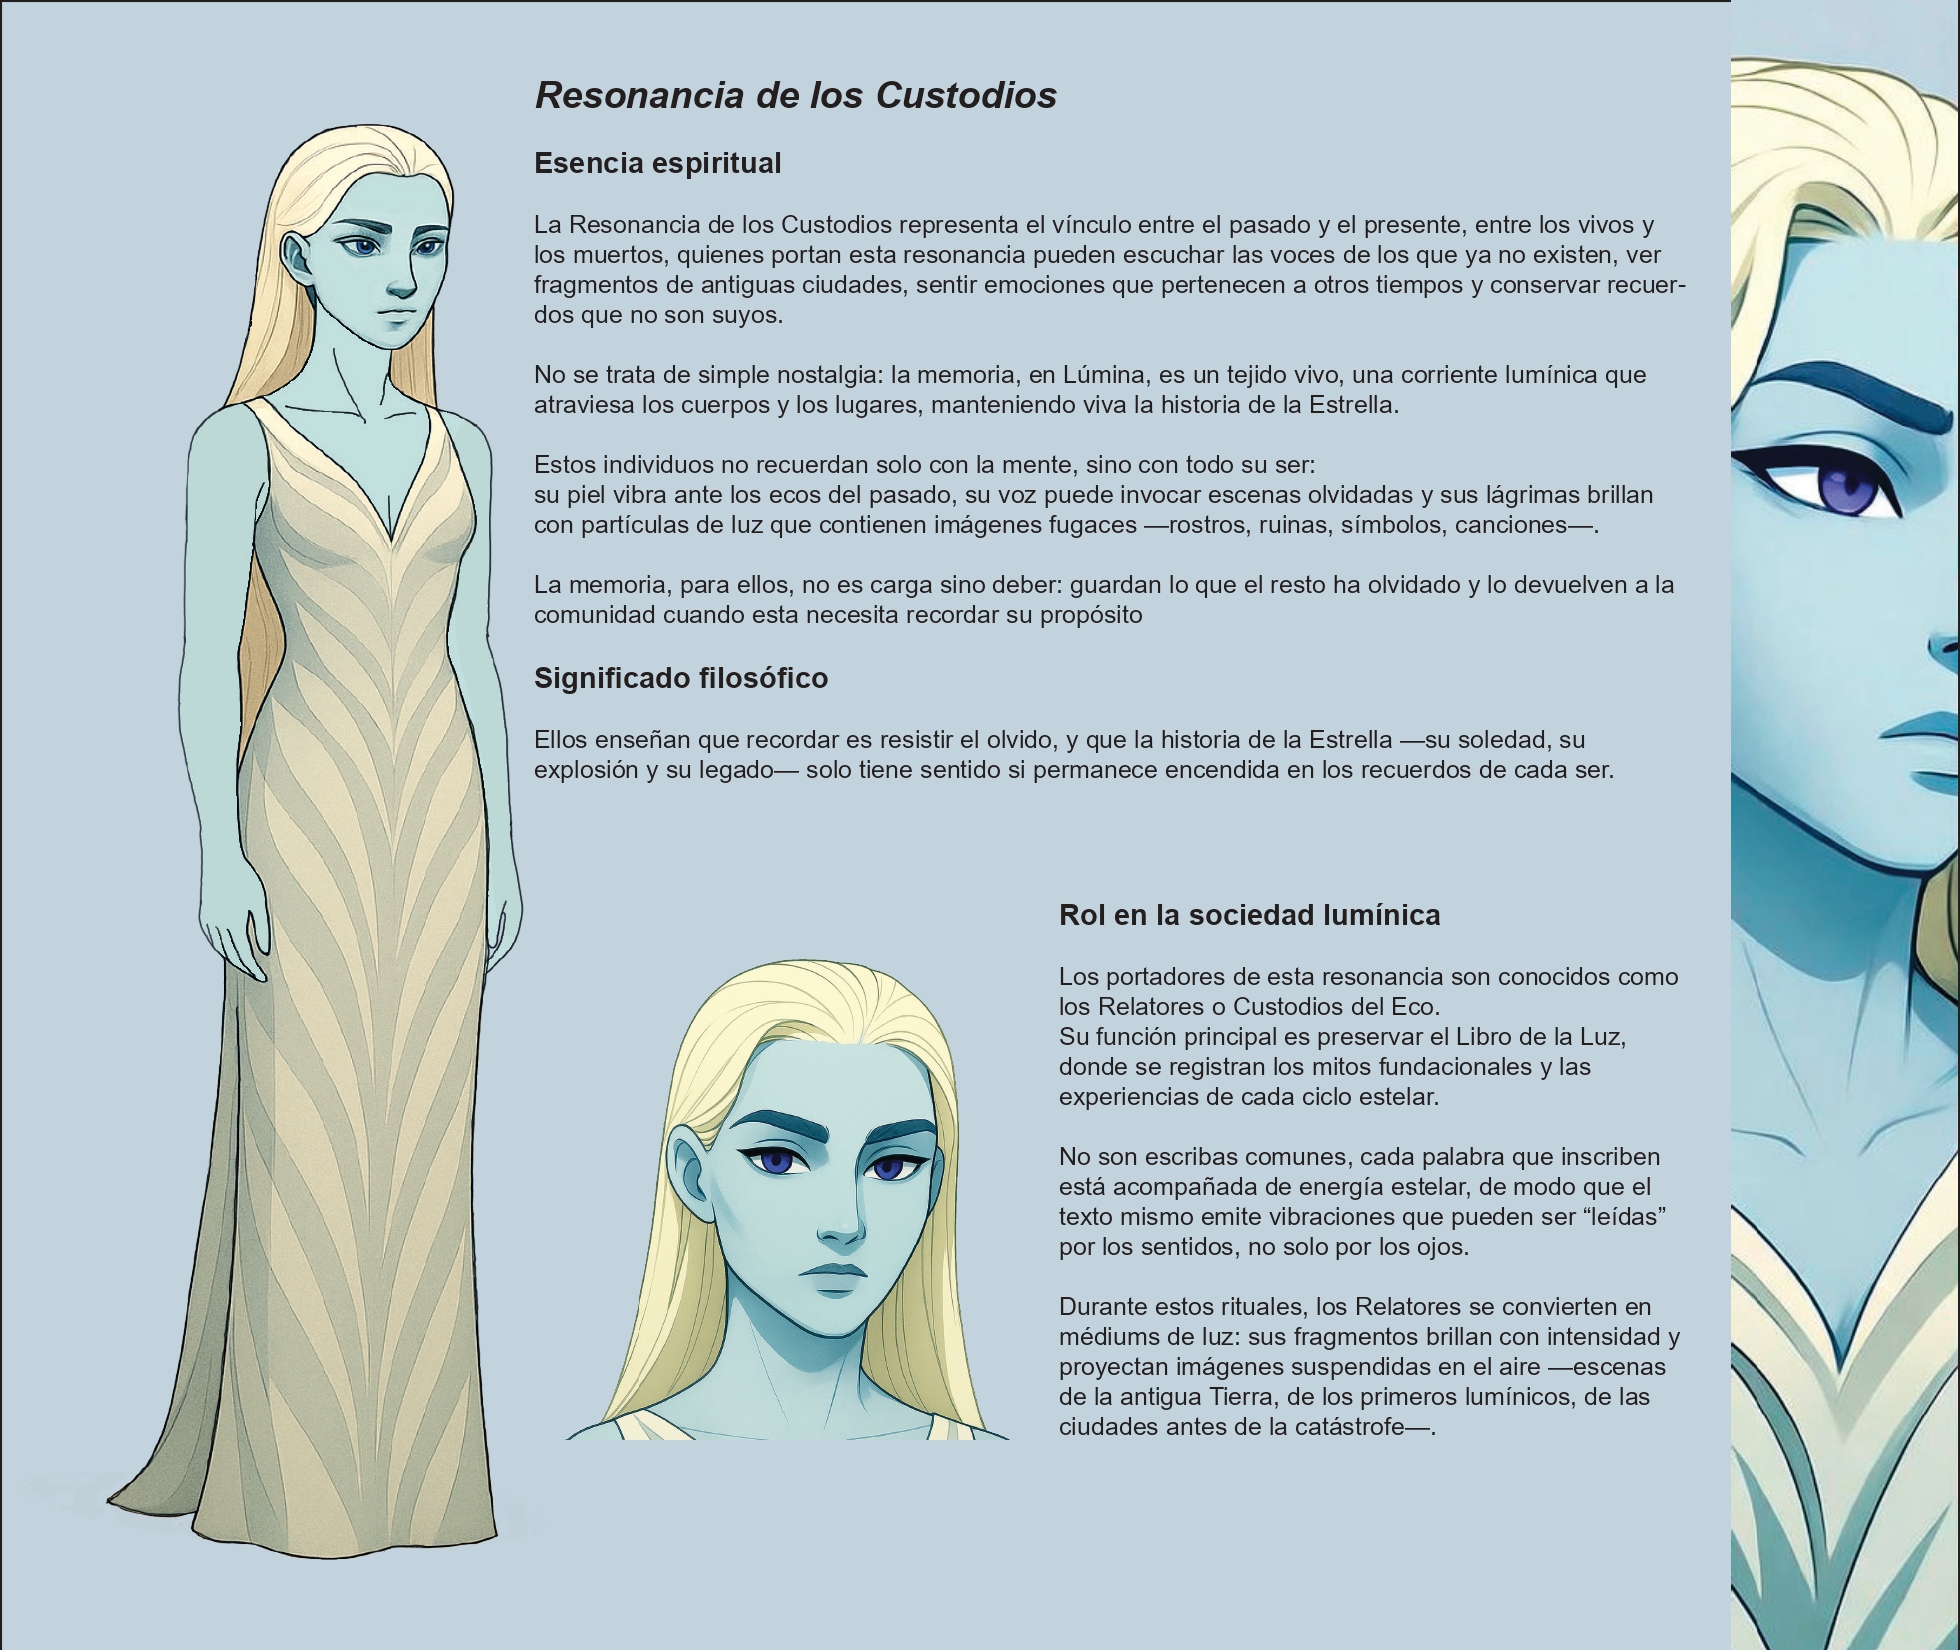 Resonancia de los Custodios
Esencia espiritual
La Resonancia de los Custodios representa el vínculo entre el pasado y el presente, entre los vivos y
los muertos, quienes portan esta resonancia pueden escuchar las voces de los que ya no existen, ver
fragmentos de antiguas ciudades, sentir emociones que pertenecen a otros tiempos y conservar recuer-
dos que no son suyos.
No se trata de simple nostalgia: la memoria, en Lúmina, es un tejido vivo, una corriente lumínica que
atraviesa los cuerpos y los lugares, manteniendo viva la historia de la Estrella.
Estos individuos no recuerdan solo con la mente, sino con todo su ser:
su piel vibra ante los ecos del pasado, su voz puede invocar escenas olvidadas y sus lágrimas brillan
con partículas de luz que contienen imágenes fugaces —rostros, ruinas, símbolos, canciones—.
La memoria, para ellos, no es carga sino deber: guardan lo que el resto ha olvidado y lo devuelven a la
comunidad cuando esta necesita recordar su propósito
Significado filosófico
Ellos enseñan que recordar es resistir el olvido, y que la historia de la Estrella —su soledad, su
explosión y su legado— solo tiene sentido si permanece encendida en los recuerdos de cada ser.
Rol en la sociedad lumínica
Los portadores de esta resonancia son conocidos como
los Relatores o Custodios del Eco.
Su función principal es preservar el Libro de la Luz,
donde se registran los mitos fundacionales y las
experiencias de cada ciclo estelar.
No son escribas comunes, cada palabra que inscriben
está acompañada de energía estelar, de modo que el
texto mismo emite vibraciones que pueden ser “leídas”
por los sentidos, no solo por los ojos.
Durante estos rituales, los Relatores se convierten en
médiums de luz: sus fragmentos brillan con intensidad y
proyectan imágenes suspendidas en el aire —escenas
de la antigua Tierra, de los primeros lumínicos, de las
ciudades antes de la catástrofe—.